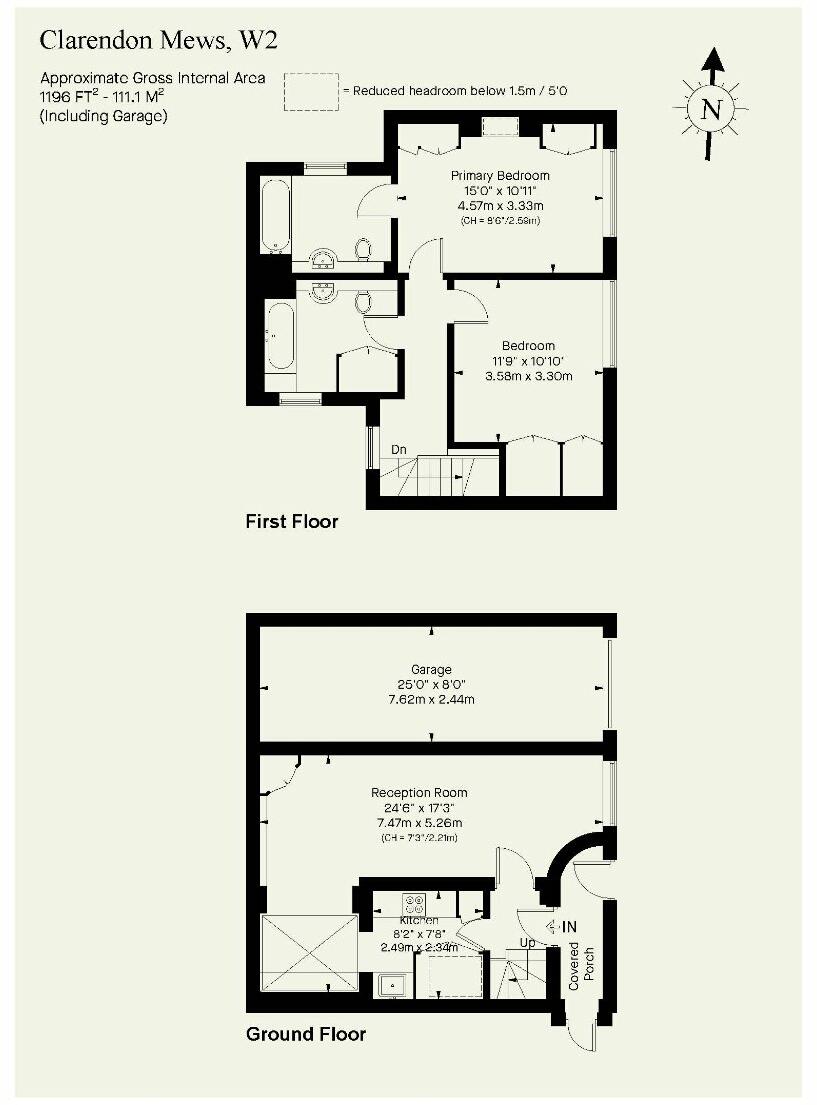 Clarendon Mews, W2
Approximate Gross Internal Area
1196 FT² - 111.1 M²
(Including Garage)
= Reduced headroom below 1.5m / 5'0
N
Primary Bedroom
15'0" x 10'11"
4.57m x 3.33m
(CH = 8'6"/2.59m)
Bedroom
11'9" x 10'10'
3.58m x 3.30m
Dn
First Floor
Garage
25'0" x 8'0"
7.62m x 2.44m
Reception Room
24'6" x 17'3"
7.47m x 5.26m
(CH = 7'3"/2.21m)
Kitchen
8'2" x 7'8"
2.49m x 2.34m
Up
IN
Covered
Porch
Ground Floor